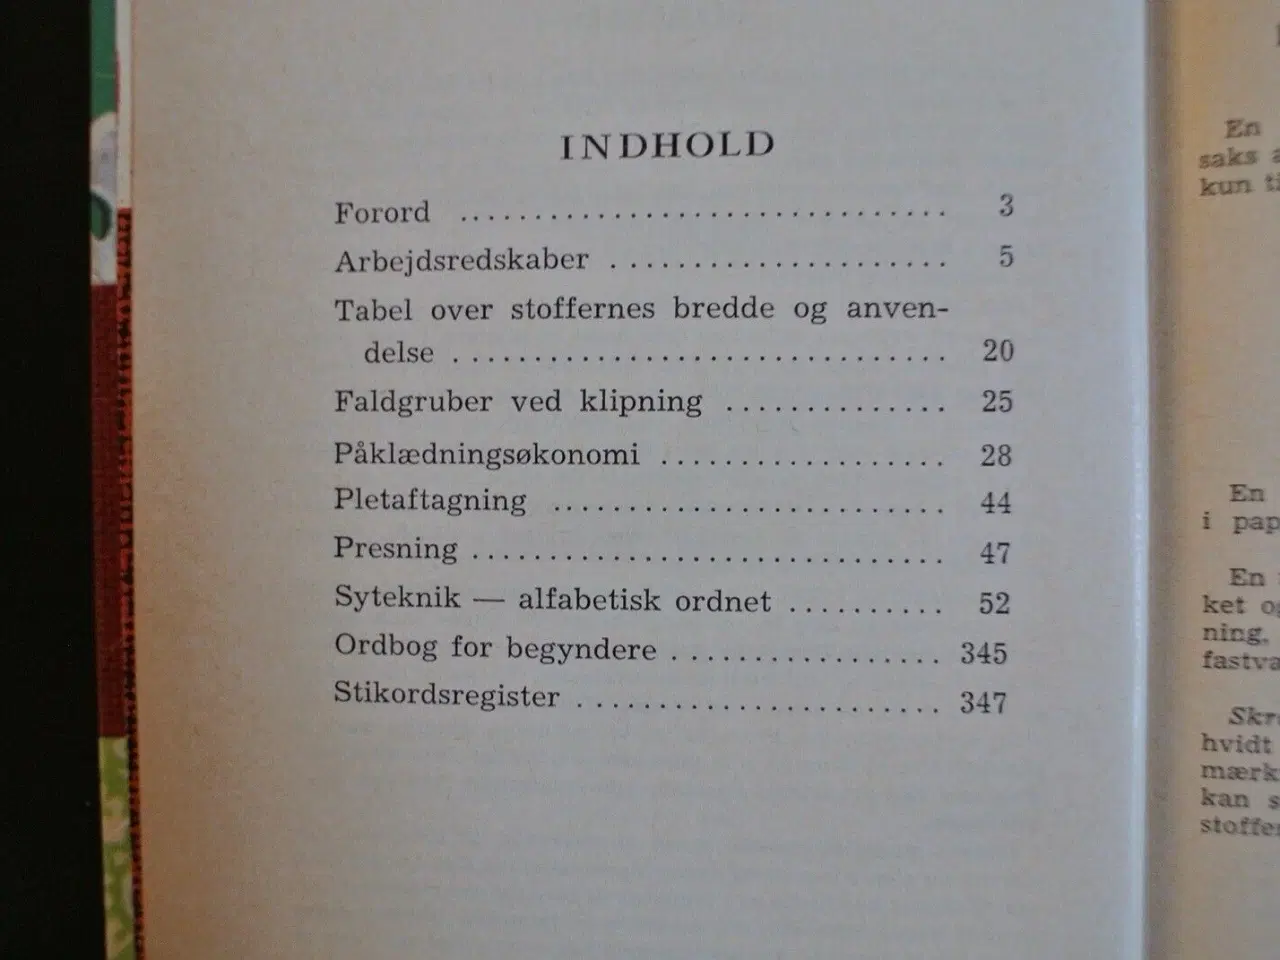 INDHOLD
Forord ................................ 3
Arbejdsredskaber ...................... 5
Tabel over stoffernes bredde og anven-
delse ................................ 20
Faldgruber ved klipning .............. 25
Påklædningsøkonomi .................. 28
Pletaftagning ......................... 44
Presning .............................. 47
Syteknik — alfabetisk ordnet .......... 52
Ordbog for begyndere ................. 345
Stikordsregister ...................... 347
En
saks
kun
En
i
En
ket
ning,
hvidt
kan